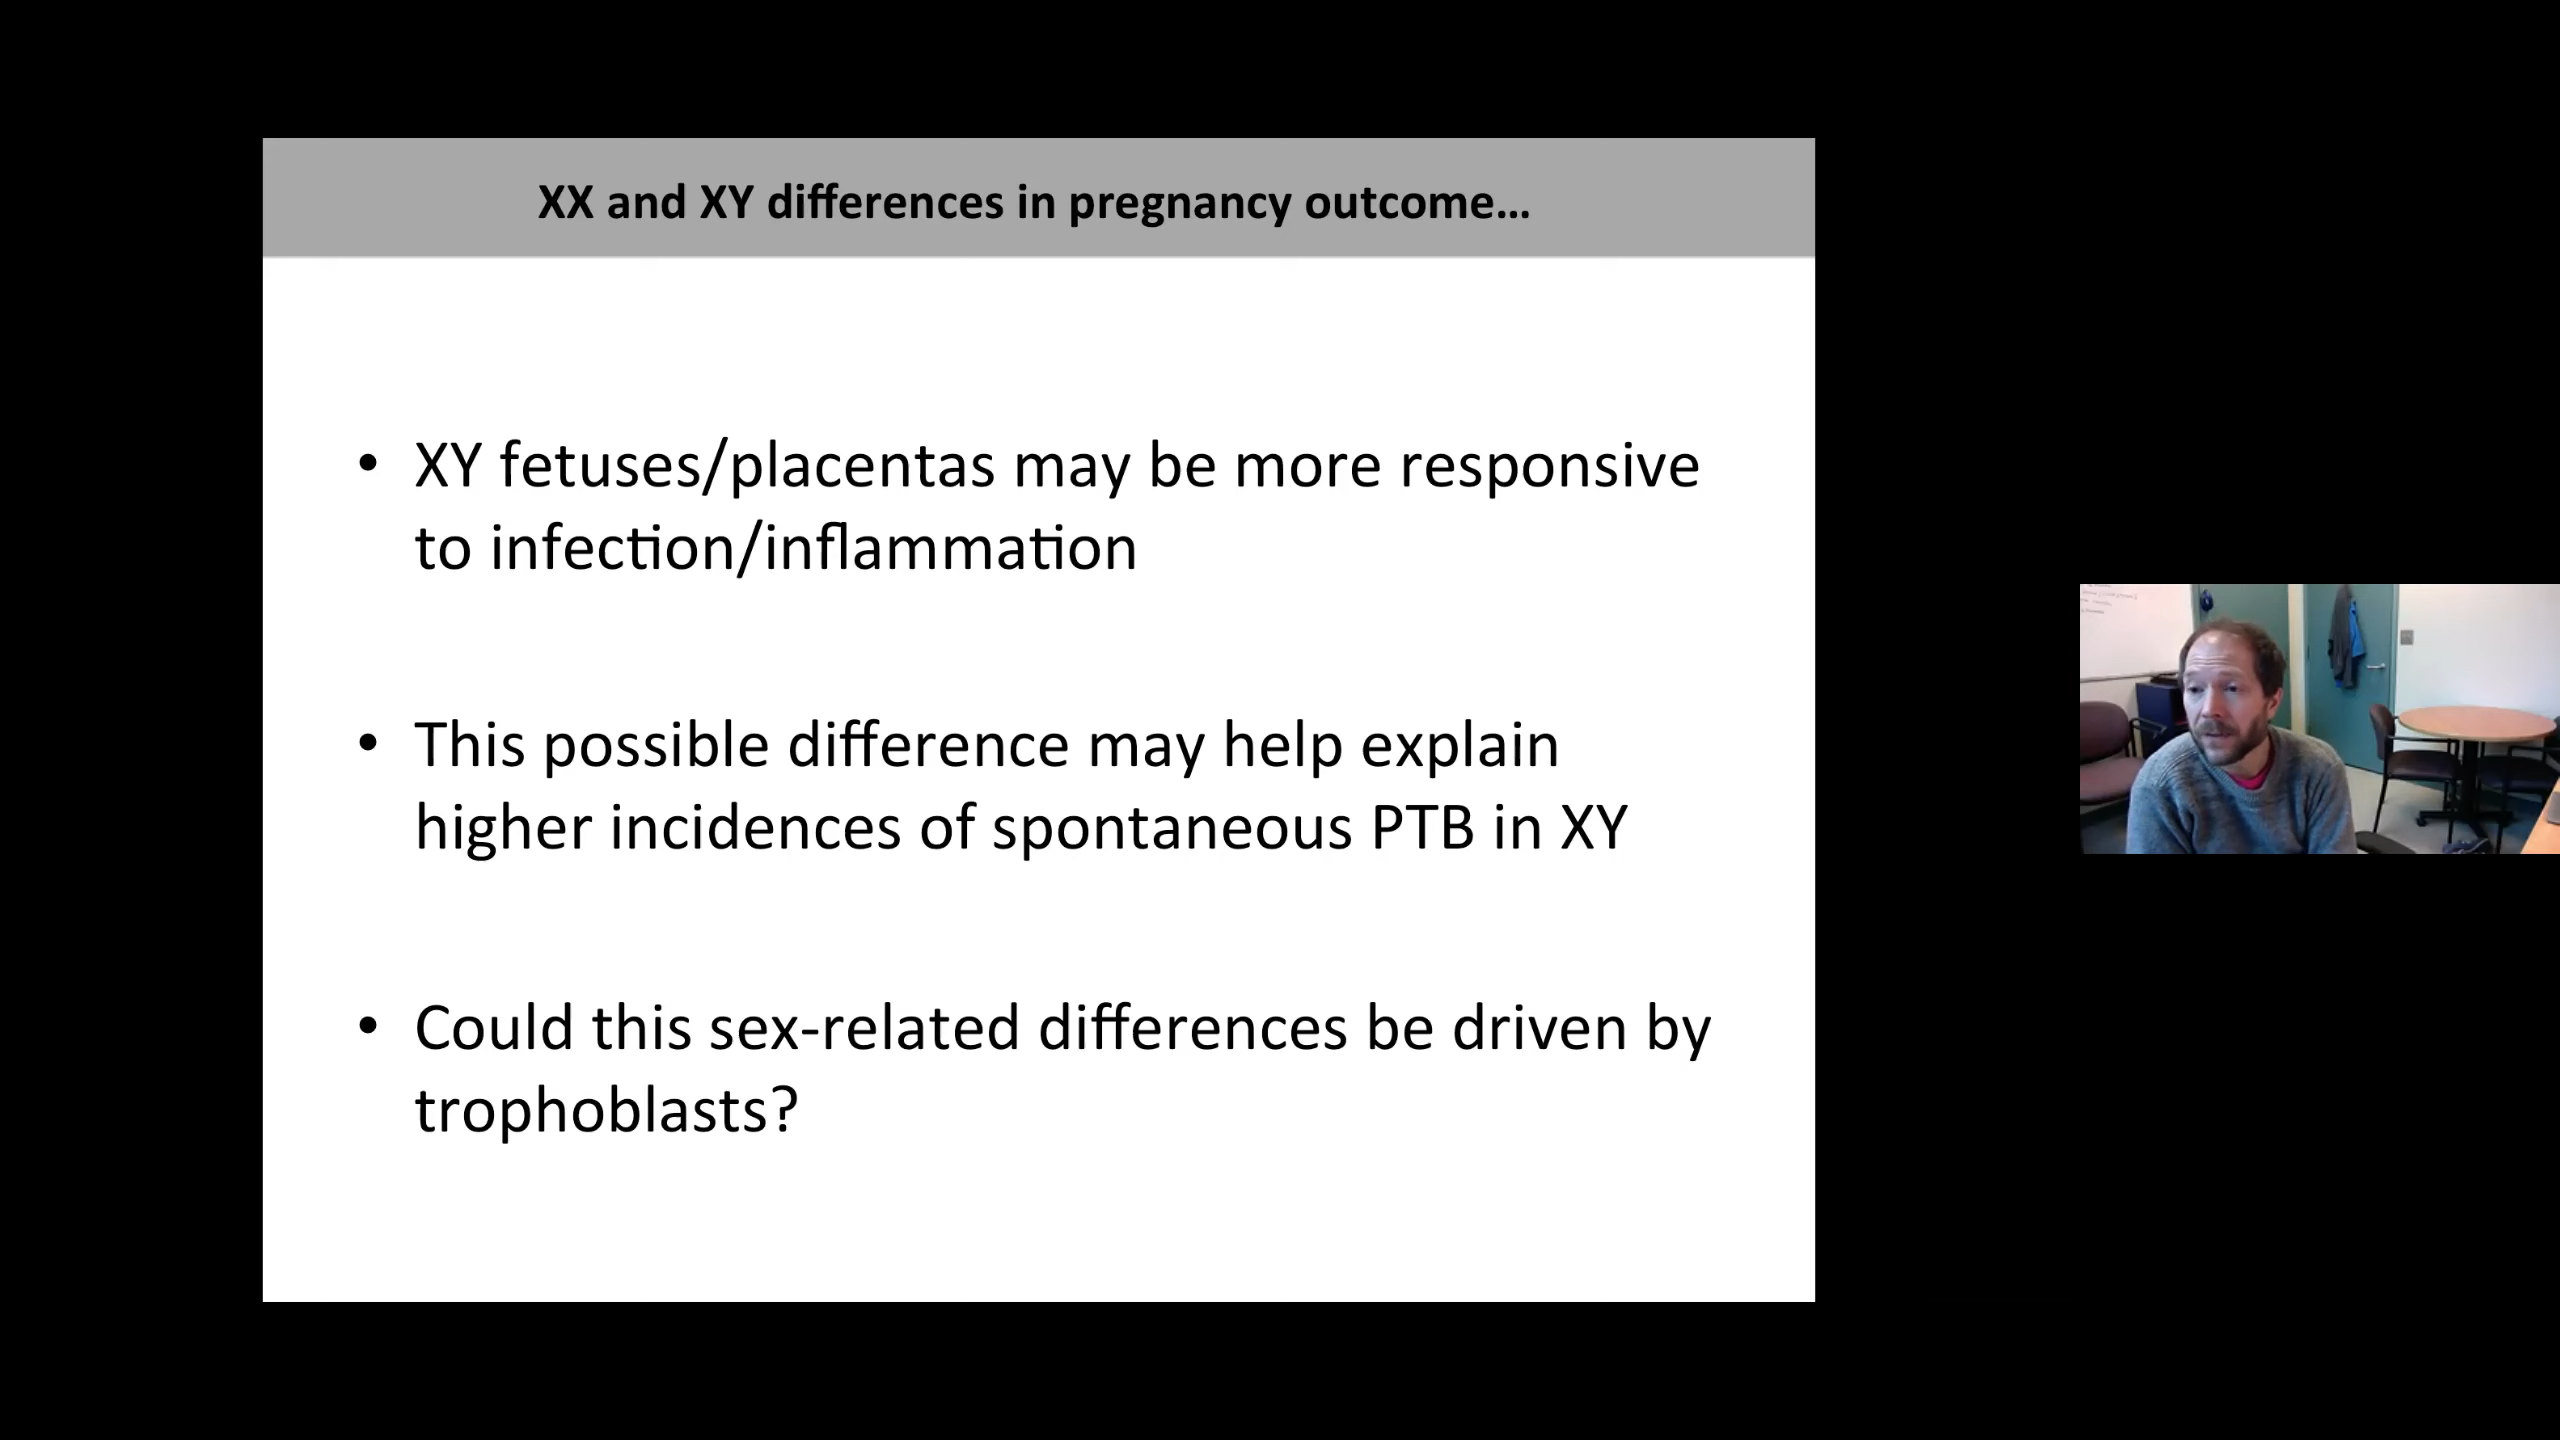 XX and XY differences in pregnancy outcome...
• XY fetuses/placentas may be more responsive
to infection/inflammation
• This possible difference may help explain
higher incidences of spontaneous PTB in XY
• Could this sex-related differences be driven by
trophoblasts?